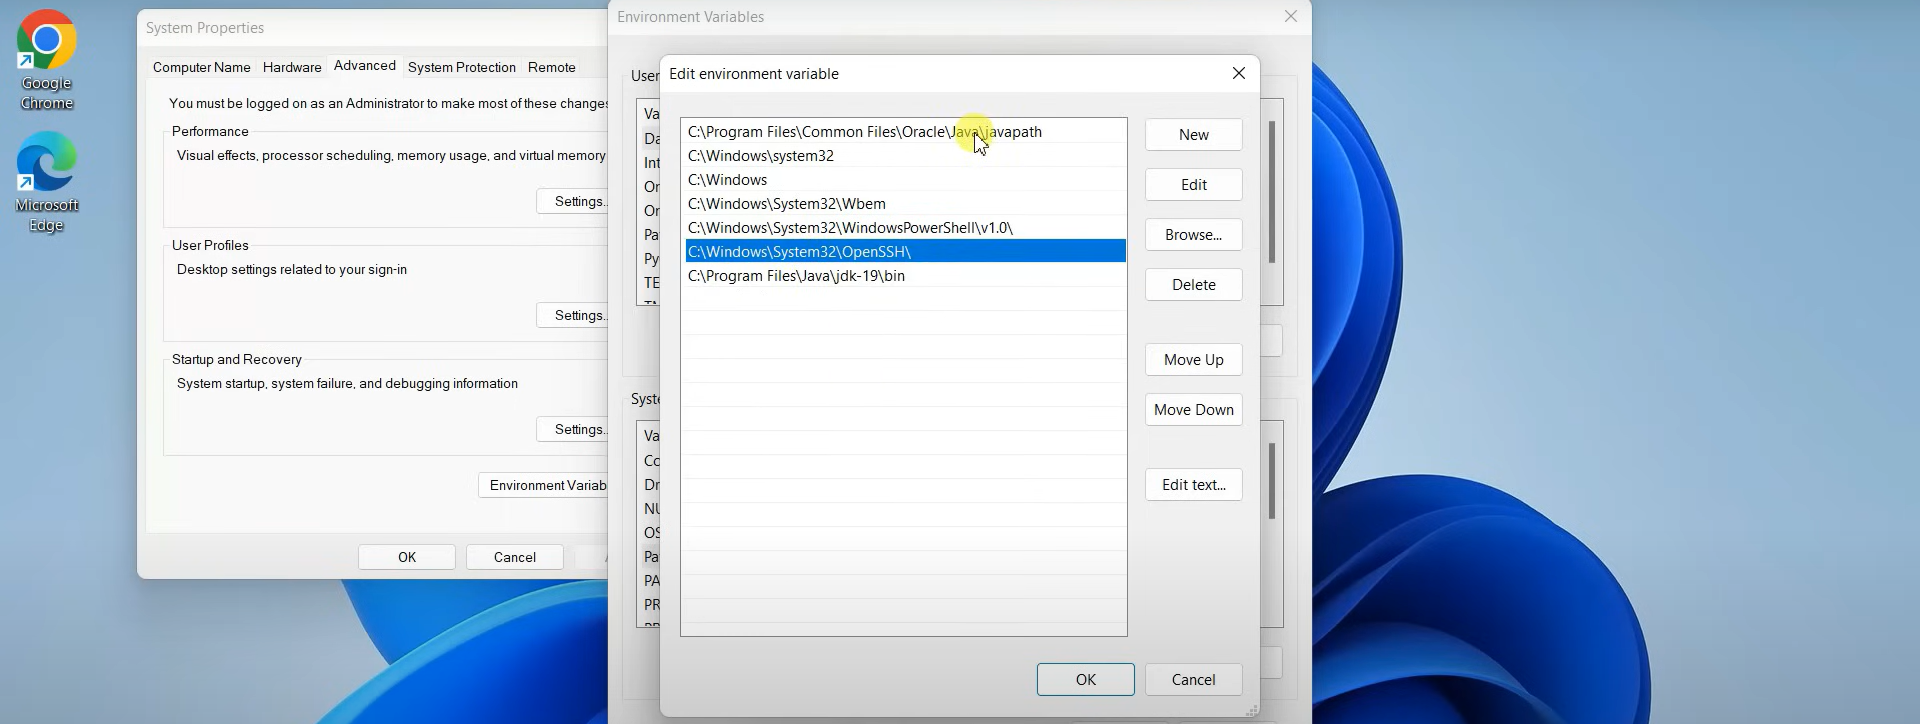 Google
Chrome
Microsoft
Edge
System Properties
Computer Name
Hardware
Advanced
System Protection
Remote
You must be logged on as an Administrator to make most of these changes
Performance
Visual effects, processor scheduling, memory usage, and virtual memory
Settings..
User Profiles
Desktop settings related to your sign-in
Settings..
Startup and Recovery
System startup, system failure, and debugging information
Settings..
Environment Variab
OK
Cancel
Environment Variables
User
Va
Da
Int
On
On
Pa
Py
TE
Syste
Va
Co
Dr
NU
OS
Pa
PA
PR
Edit environment variable
C:\Program Files\Common Files\Oracle\Java\javapath
C:\Windows\system32
C:\Windows
C:\Windows\System32\Wbem
C:\Windows\System32\WindowsPowerShell\v1.0\
C:\Windows\System32\OpenSSH\
C:\Program Files\Java\jdk-19\bin
New
Edit
Browse...
Delete
Move Up
Move Down
Edit text...
OK
Cancel